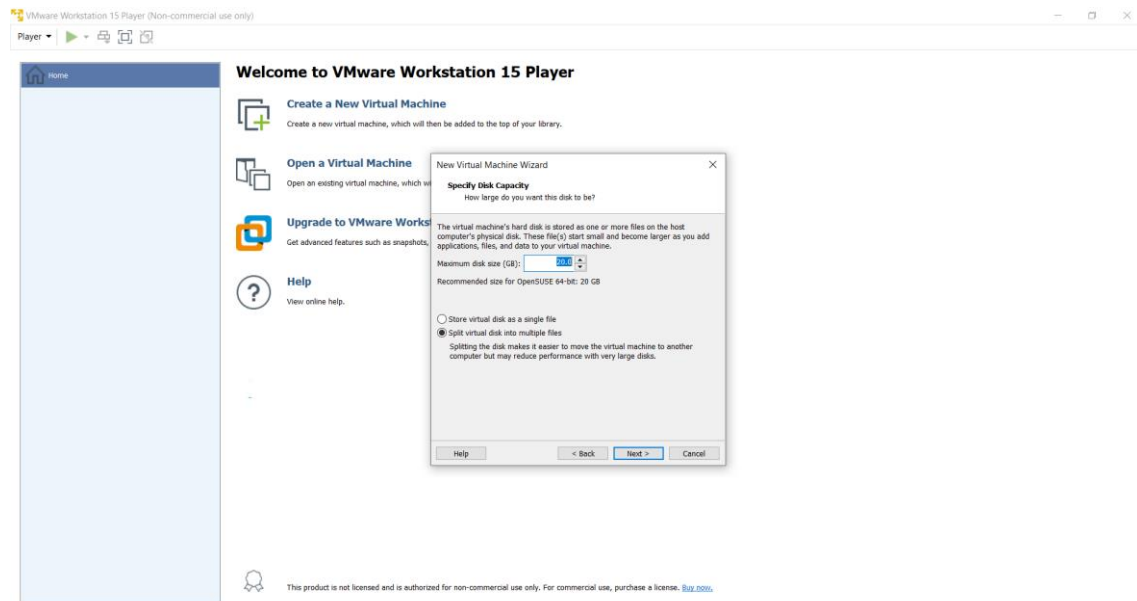 VMware Workstation 15 Player (Non-commercial use only)
Player
Home
Welcome to VMware Workstation 15 Player
Create a New Virtual Machine
Create a new virtual machine, which will then be added to the top of your library.
Open a Virtual Machine
Open an existing virtual machine, which wi
Upgrade to VMware Works
Get advanced features such as snapshots,
Help
View online help.
New Virtual Machine Wizard
Specify Disk Capacity
How large do you want this disk to be?
The virtual machine's hard disk is stored as one or more files on the host
computer's physical disk. These file(s) start small and become larger as you add
applications, files, and data to your virtual machine.
Maximum disk size (GB): 20.0
Recommended size for OpenSUSE 64-bit: 20 GB
Store virtual disk as a single file
Split virtual disk into multiple files
Splitting the disk makes it easier to move the virtual machine to another
computer but may reduce performance with very large disks.
Help < Back Next > Cancel
This product is not licensed and is authorized for non-commercial use only. For commercial use, purchase a license. Buy now.